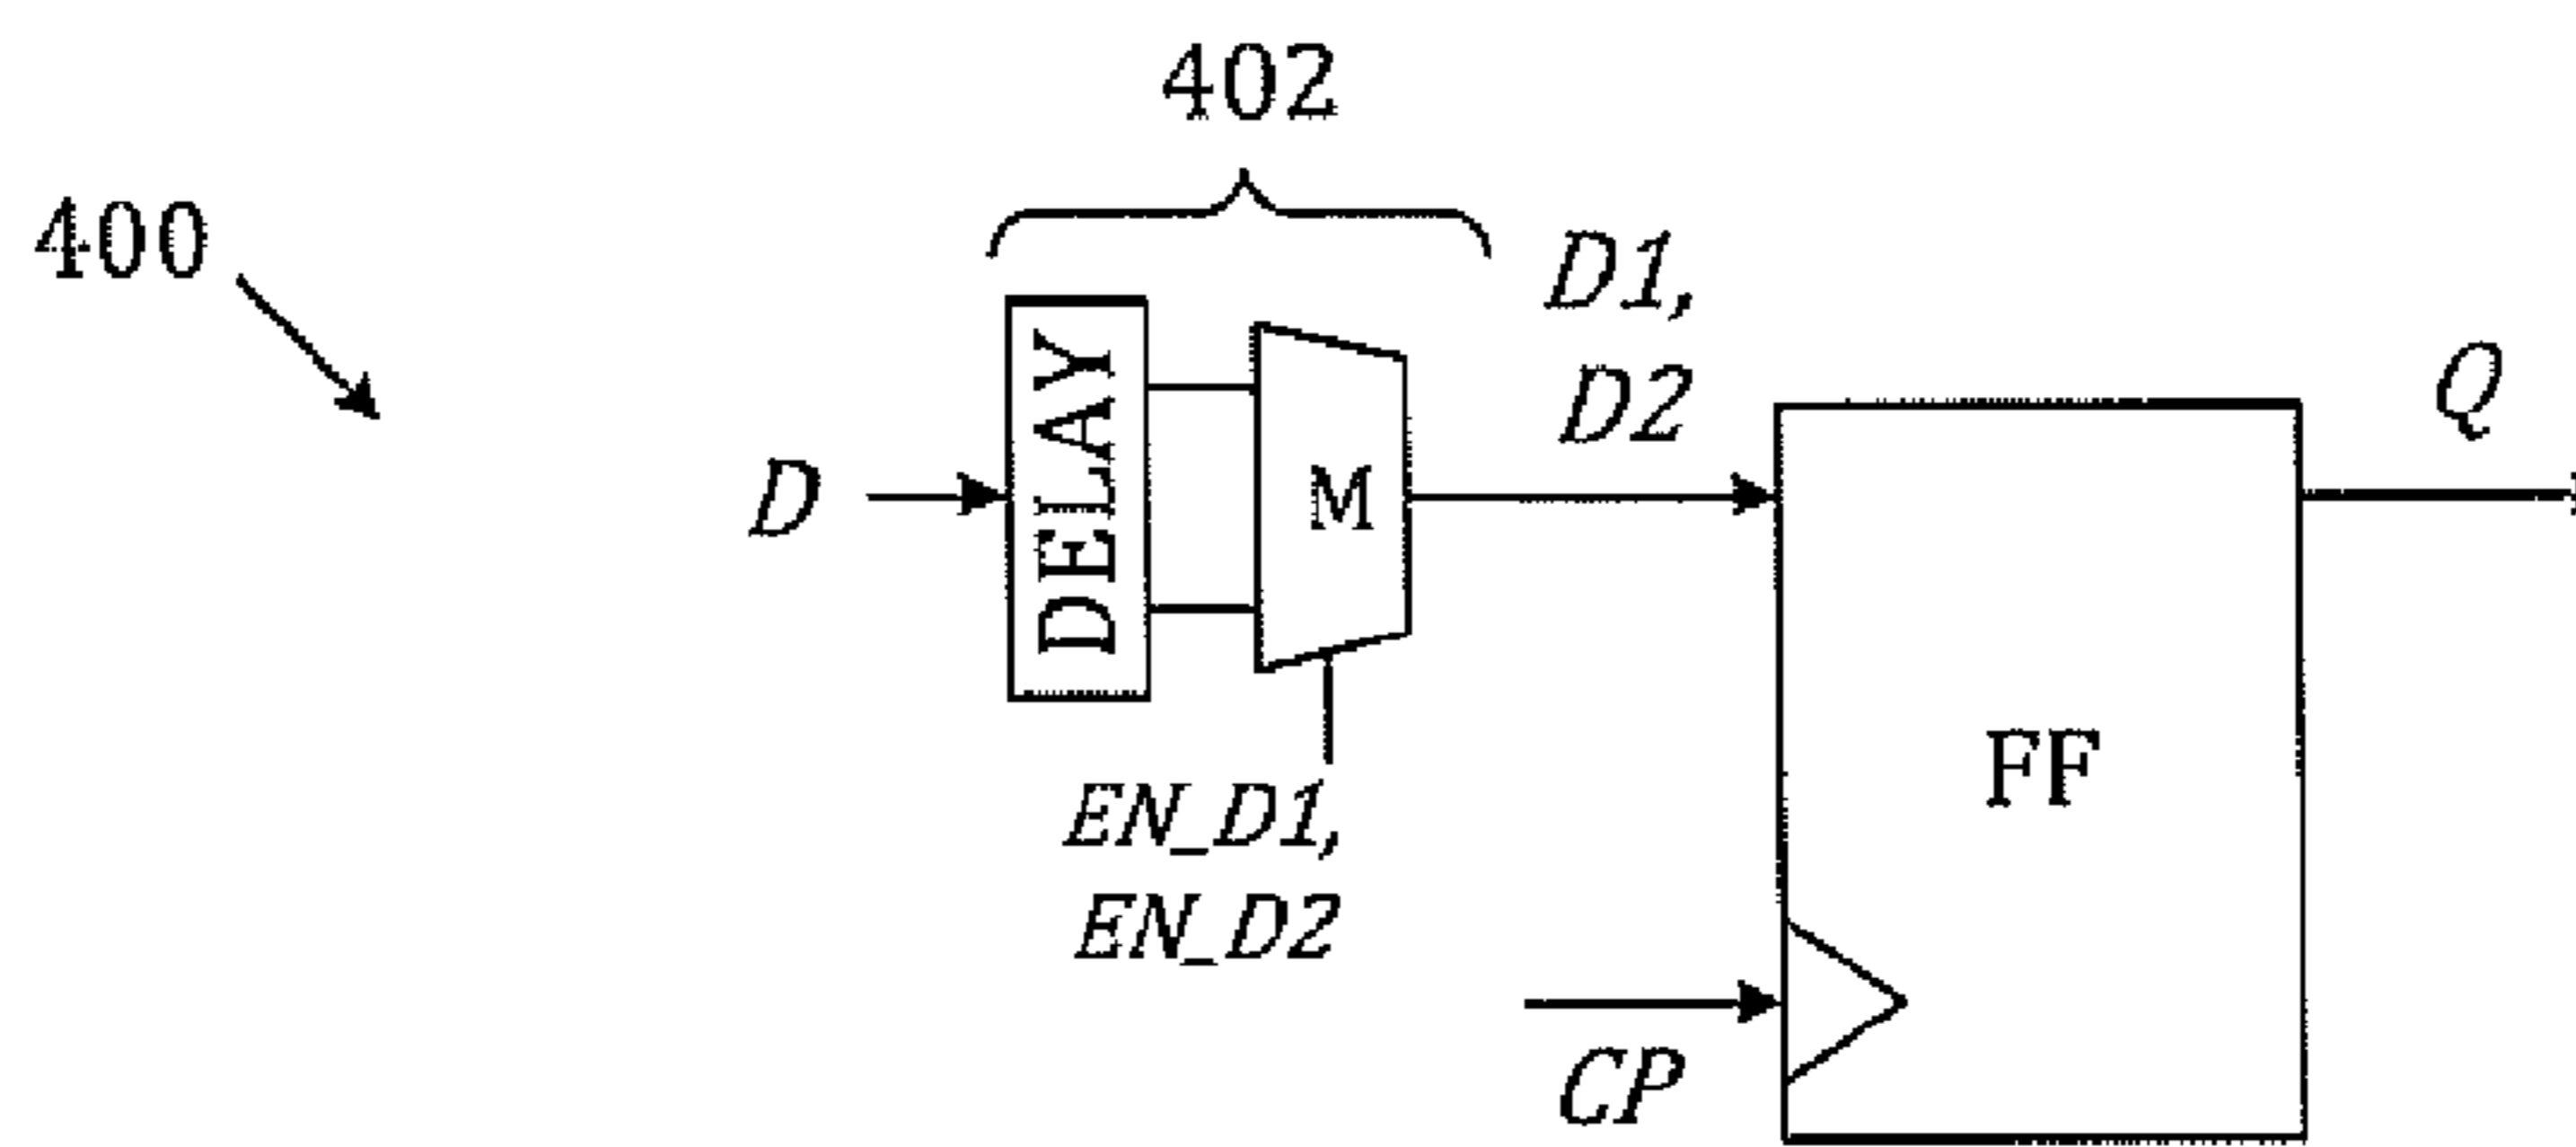 402
400
D1,
D2
Q
D
DELAY
M
FF
EN_D1,
EN_D2
CP